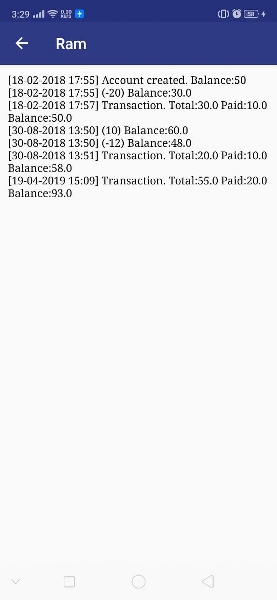 3:29
Ram
[18-02-2018 17:55] Account created. Balance:50
[18-02-2018 17:55] (-20) Balance:30.0
[18-02-2018 17:57] Transaction. Total:30.0 Paid:10.0
Balance:50.0
[30-08-2018 13:50] (10) Balance:60.0
[30-08-2018 13:50] (-12) Balance:48.0
[30-08-2018 13:51] Transaction. Total:20.0 Paid:10.0
Balance:58.0
[19-04-2019 15:09] Transaction. Total:55.0 Paid:20.0
Balance:93.0